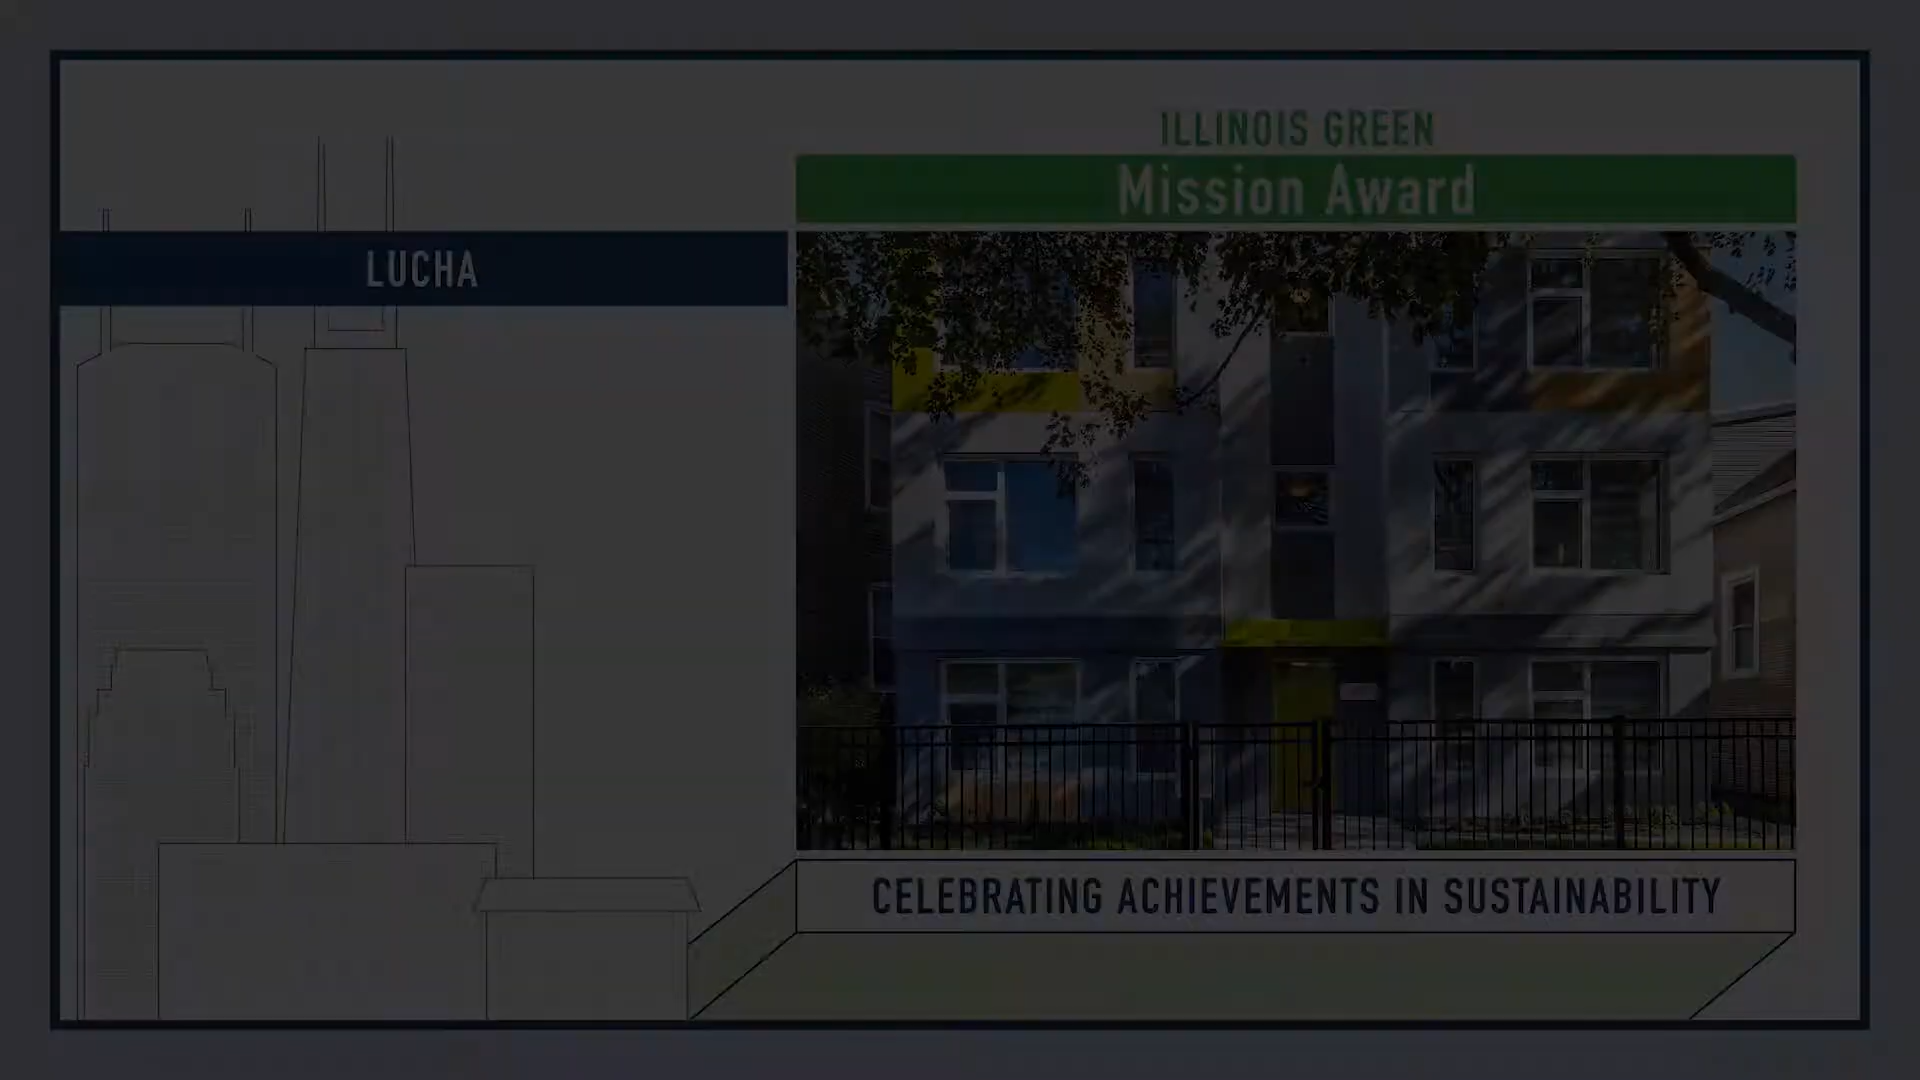 ILLINOIS GREEN
Mission Award
LUCHA
CELEBRATING ACHIEVEMENTS IN SUSTAINABILITY